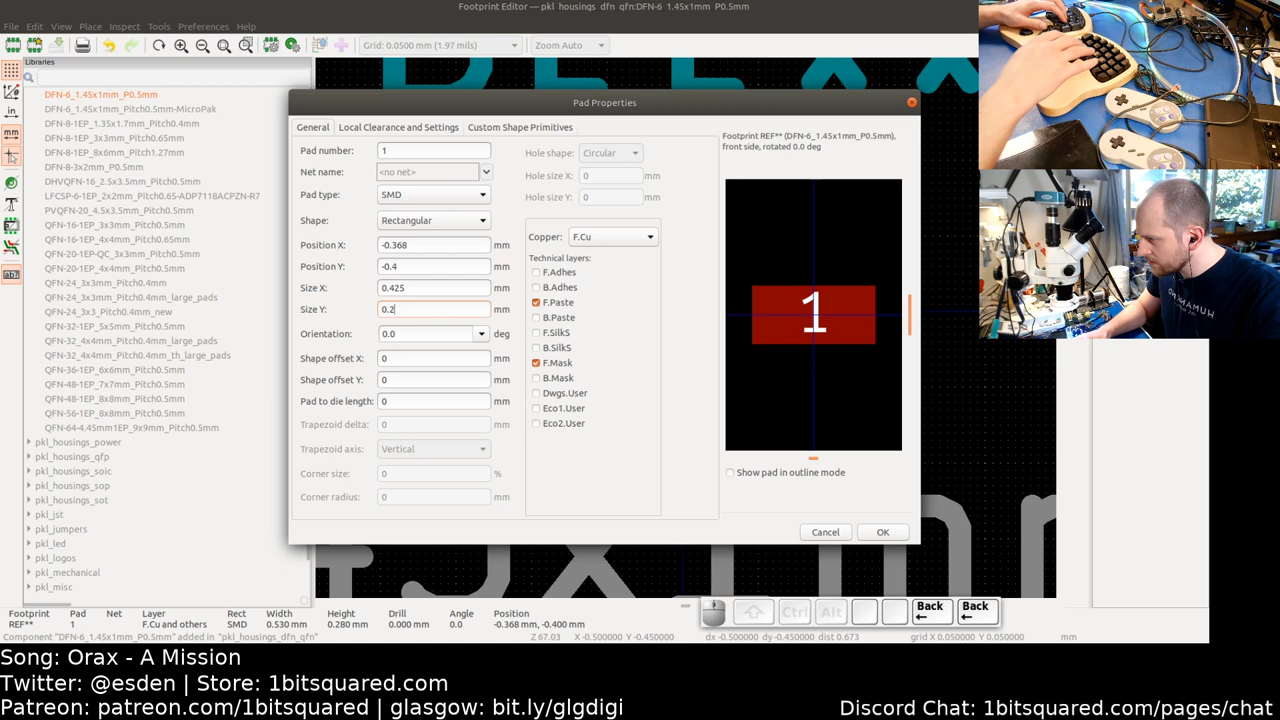 Footprint Editor — pkl_housings_dfn_qfn:DFN-6_1.45x1mm_P0.5mm
File Edit View Place Inspect Tools Preferences Help
Grid: 0.0500 mm (1.97 mils)
Zoom Auto
Libraries
in
mm
DFN-6_1.45x1mm_P0.5mm
DFN-6_1.45x1mm_Pitch0.5mm-MicroPak
DFN-8-1EP_1.35x1.7mm_Pitch0.4mm
DFN-8-1EP_3x3mm_Pitch0.65mm
DFN-8-1EP_8x6mm_Pitch1.27mm
DFN-8-3x2mm_P0.5mm
DHVQFN-16_2.5x3.5mm_Pitch0.5mm
LFCSP-6-1EP_2x2mm_Pitch0.65-ADP7118ACPZN-R7
PVQFN-20_4.5x3.5mm_Pitch0.5mm
QFN-16-1EP_3x3mm_Pitch0.5mm
QFN-16-1EP_4x4mm_Pitch0.65mm
QFN-20-1EP-QC_3x3mm_Pitch0.5mm
QFN-20-1EP_4x4mm_Pitch0.5mm
QFN-24_3x3mm_Pitch0.4mm
QFN-24_3x3mm_Pitch0.4mm_large_pads
QFN-24_3x3_Pitch0.4mm_new
QFN-32-1EP_5x5mm_Pitch0.5mm
QFN-32_4x4mm_Pitch0.4mm_large_pads
QFN-32_4x4mm_Pitch0.4mm_th_large_pads
QFN-36-1EP_6x6mm_Pitch0.5mm
QFN-48-1EP_7x7mm_Pitch0.5mm
QFN-48-1EP_8x8mm_Pitch0.5mm
QFN-56-1EP_8x8mm_Pitch0.5mm
QFN-64-4.45mm1EP_9x9mm_Pitch0.5mm
pkl_housings_power
pkl_housings_qfp
pkl_housings_soic
pkl_housings_sop
pkl_housings_sot
pkl_jst
pkl_jumpers
pkl_led
pkl_logos
pkl_mechanical
pkl_misc
Pad Properties
General
Local Clearance and Settings
Custom Shape Primitives
Pad number: 1
Net name: <no net>
Pad type: SMD
Shape: Rectangular
Position X: -0.368 mm
Position Y: -0.4 mm
Size X: 0.425 mm
Size Y: 0.2 mm
Orientation: 0.0 deg
Shape offset X: 0 mm
Shape offset Y: 0 mm
Pad to die length: 0 mm
Trapezoid delta: 0 mm
Trapezoid axis: Vertical
Corner size: 0 %
Corner radius: 0 mm
Hole shape: Circular
Hole size X: 0 mm
Hole size Y: 0 mm
Copper: F.Cu
Technical layers:
F.Adhes
B.Adhes
F.Paste
B.Paste
F.SilkS
B.SilkS
F.Mask
B.Mask
Dwgs.User
Eco1.User
Eco2.User
Footprint REF** (DFN-6_1.45x1mm_P0.5mm),
front side, rotated 0.0 deg
1
Show pad in outline mode
Cancel
OK
Footprint Pad Net Layer Rect Width Height Drill Angle Position
REF** 1 F.Cu and others SMD 0.530 mm 0.280 mm 0.000 mm 0.0 -0.368 mm, -0.400 mm
Ctrl Alt Back Back
Component "DFN-6_1.45x1mm_P0.5mm" added in "pkl_housings_dfn_qfn" Z 67.03 X -0.500000 Y -0.450000 dx -0.500000 dy -0.450000 dist 0.673 grid X 0.050000 Y 0.050000 mm
Song: Orax - A Mission
Twitter: @esden | Store: 1bitsquared.com
Patreon: patreon.com/1bitsquared | glasgow: bit.ly/glgdigi
Discord Chat: 1bitsquared.com/pages/chat